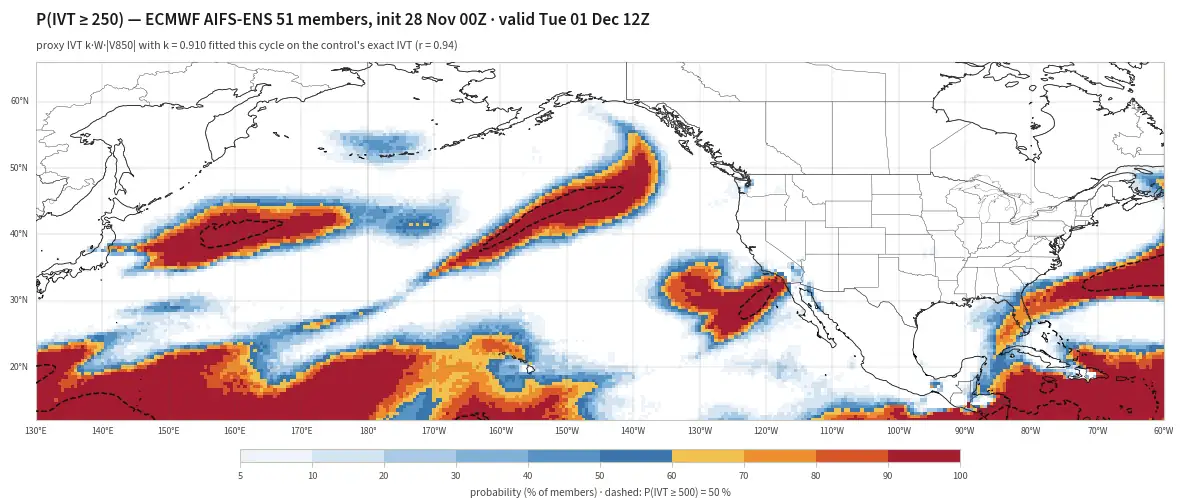 P(IVT ≥ 250) — ECMWF AIFS-ENS 51 members, init 28 Nov 00Z · valid Tue 01 Dec 12Z
proxy IVT k·W·|V850| with k = 0.910 fitted this cycle on the control's exact IVT (r = 0.94)
60°N
50°N
40°N
30°N
20°N
130°E 140°E 150°E 160°E 170°E 180° 170°W 160°W 150°W 140°W 130°W 120°W 110°W 100°W 90°W 80°W 70°W 60°W
5 10 20 30 40 50 60 70 80 90 100
probability (% of members) · dashed: P(IVT ≥ 500) = 50 %